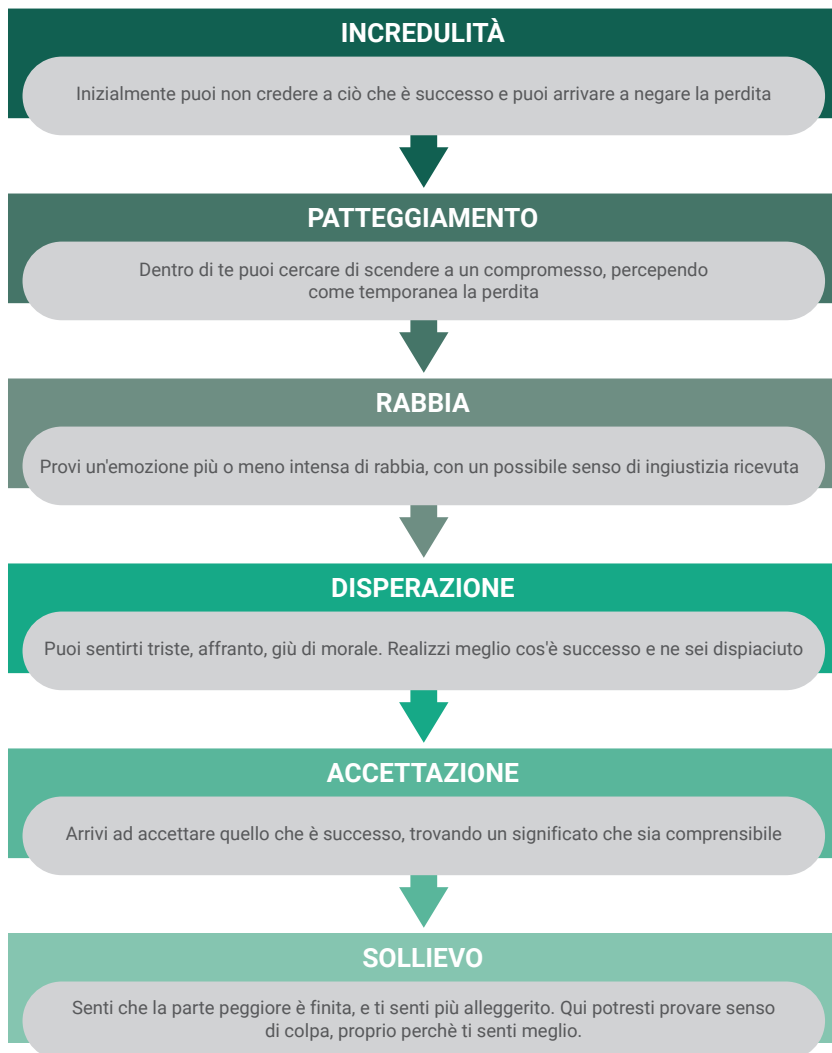 INCREDULITÀ
Inizialmente puoi non credere a ciò che è successo e puoi arrivare a negare la perdita
PATTEGGIAMENTO
Dentro di te puoi cercare di scendere a un compromesso, percependo
come temporanea la perdita
RABBIA
Provi un'emozione più o meno intensa di rabbia, con un possibile senso di ingiustizia ricevuta
DISPERAZIONE
Puoi sentirti triste, affranto, giù di morale. Realizzi meglio cos'è successo e ne sei dispiaciuto
ACCETTAZIONE
Arrivi ad accettare quello che è successo, trovando un significato che sia comprensibile
SOLLIEVO
Senti che la parte peggiore è finita, e ti senti più alleggerito. Qui potresti provare senso
di colpa, proprio perchè ti senti meglio.